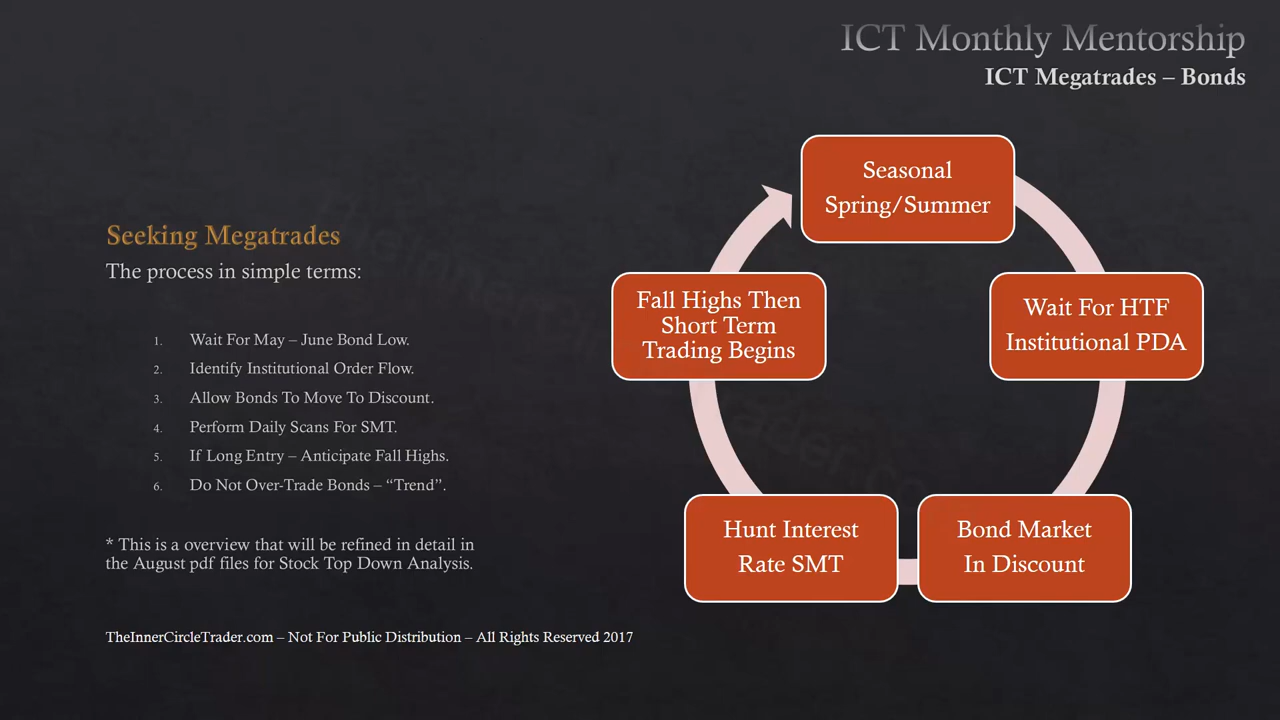 ICT Monthly Mentorship
ICT Megatrades – Bonds
Seeking Megatrades
The process in simple terms:
1. Wait For May – June Bond Low.
2. Identify Institutional Order Flow.
3. Allow Bonds To Move To Discount.
4. Perform Daily Scans For SMT.
5. If Long Entry – Anticipate Fall Highs.
6. Do Not Over-Trade Bonds – “Trend”.
* This is a overview that will be refined in detail in
the August pdf files for Stock Top Down Analysis.
TheInnerCircleTrader.com – Not For Public Distribution – All Rights Reserved 2017
Seasonal
Spring/Summer
Wait For HTF
Institutional PDA
Bond Market
In Discount
Hunt Interest
Rate SMT
Fall Highs Then
Short Term
Trading Begins